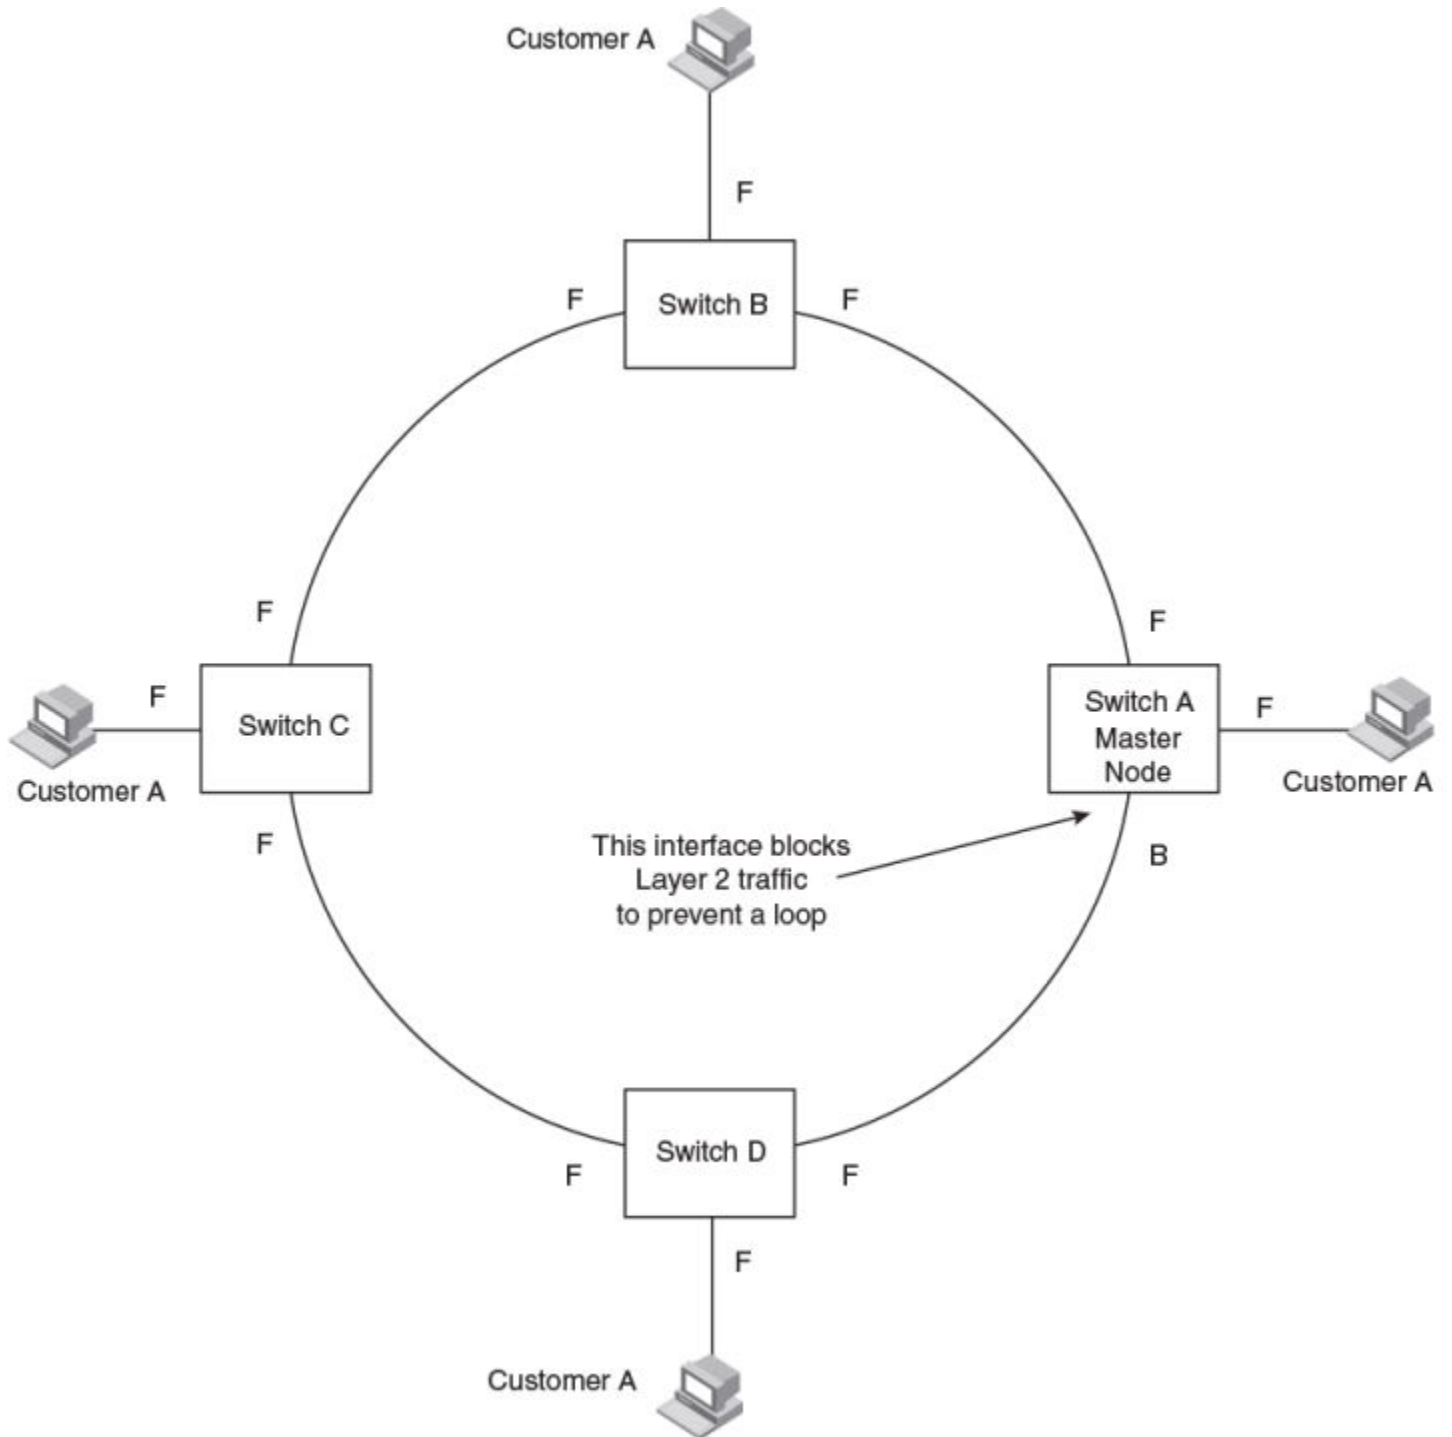 Customer A
F
Switch B
F
F
F
F
Switch C
F
Customer A
F
Switch A
Master
Node
F
Customer A
B
This interface blocks
Layer 2 traffic
to prevent a loop
F
Switch D
F
F
Customer A